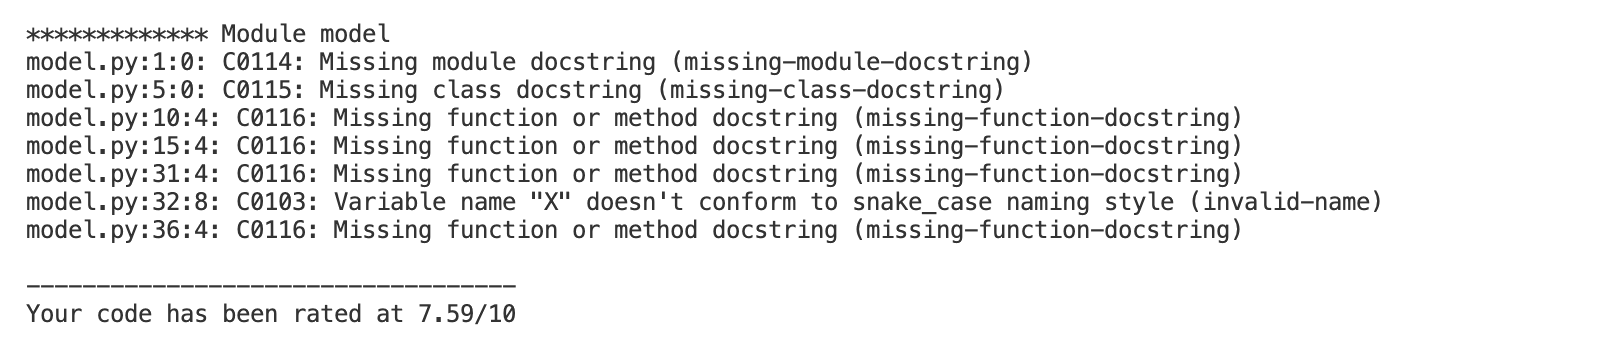 ************* Module model
model.py:1:0: C0114: Missing module docstring (missing-module-docstring)
model.py:5:0: C0115: Missing class docstring (missing-class-docstring)
model.py:10:4: C0116: Missing function or method docstring (missing-function-docstring)
model.py:15:4: C0116: Missing function or method docstring (missing-function-docstring)
model.py:31:4: C0116: Missing function or method docstring (missing-function-docstring)
model.py:32:8: C0103: Variable name "X" doesn't conform to snake_case naming style (invalid-name)
model.py:36:4: C0116: Missing function or method docstring (missing-function-docstring)
-----------------------------------
Your code has been rated at 7.59/10